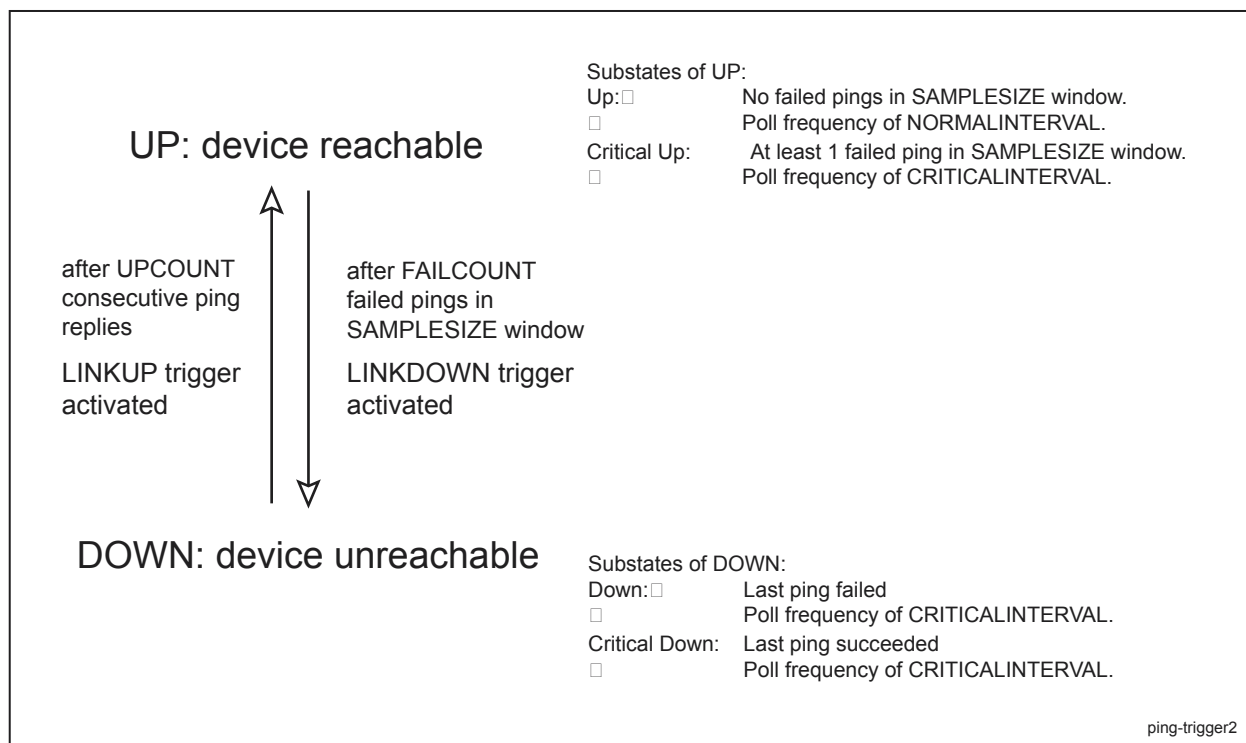 Substates of UP:
Up:□ No failed pings in SAMPLESIZE window.
□ Poll frequency of NORMALINTERVAL.
Critical Up: At least 1 failed ping in SAMPLESIZE window.
□ Poll frequency of CRITICALINTERVAL.
UP: device reachable
after UPCOUNT
consecutive ping
replies
LINKUP trigger
activated
after FAILCOUNT
failed pings in
SAMPLESIZE window
LINKDOWN trigger
activated
DOWN: device unreachable
Substates of DOWN:
Down:□ Last ping failed
□ Poll frequency of CRITICALINTERVAL.
Critical Down: Last ping succeeded
□ Poll frequency of CRITICALINTERVAL.
ping-trigger2